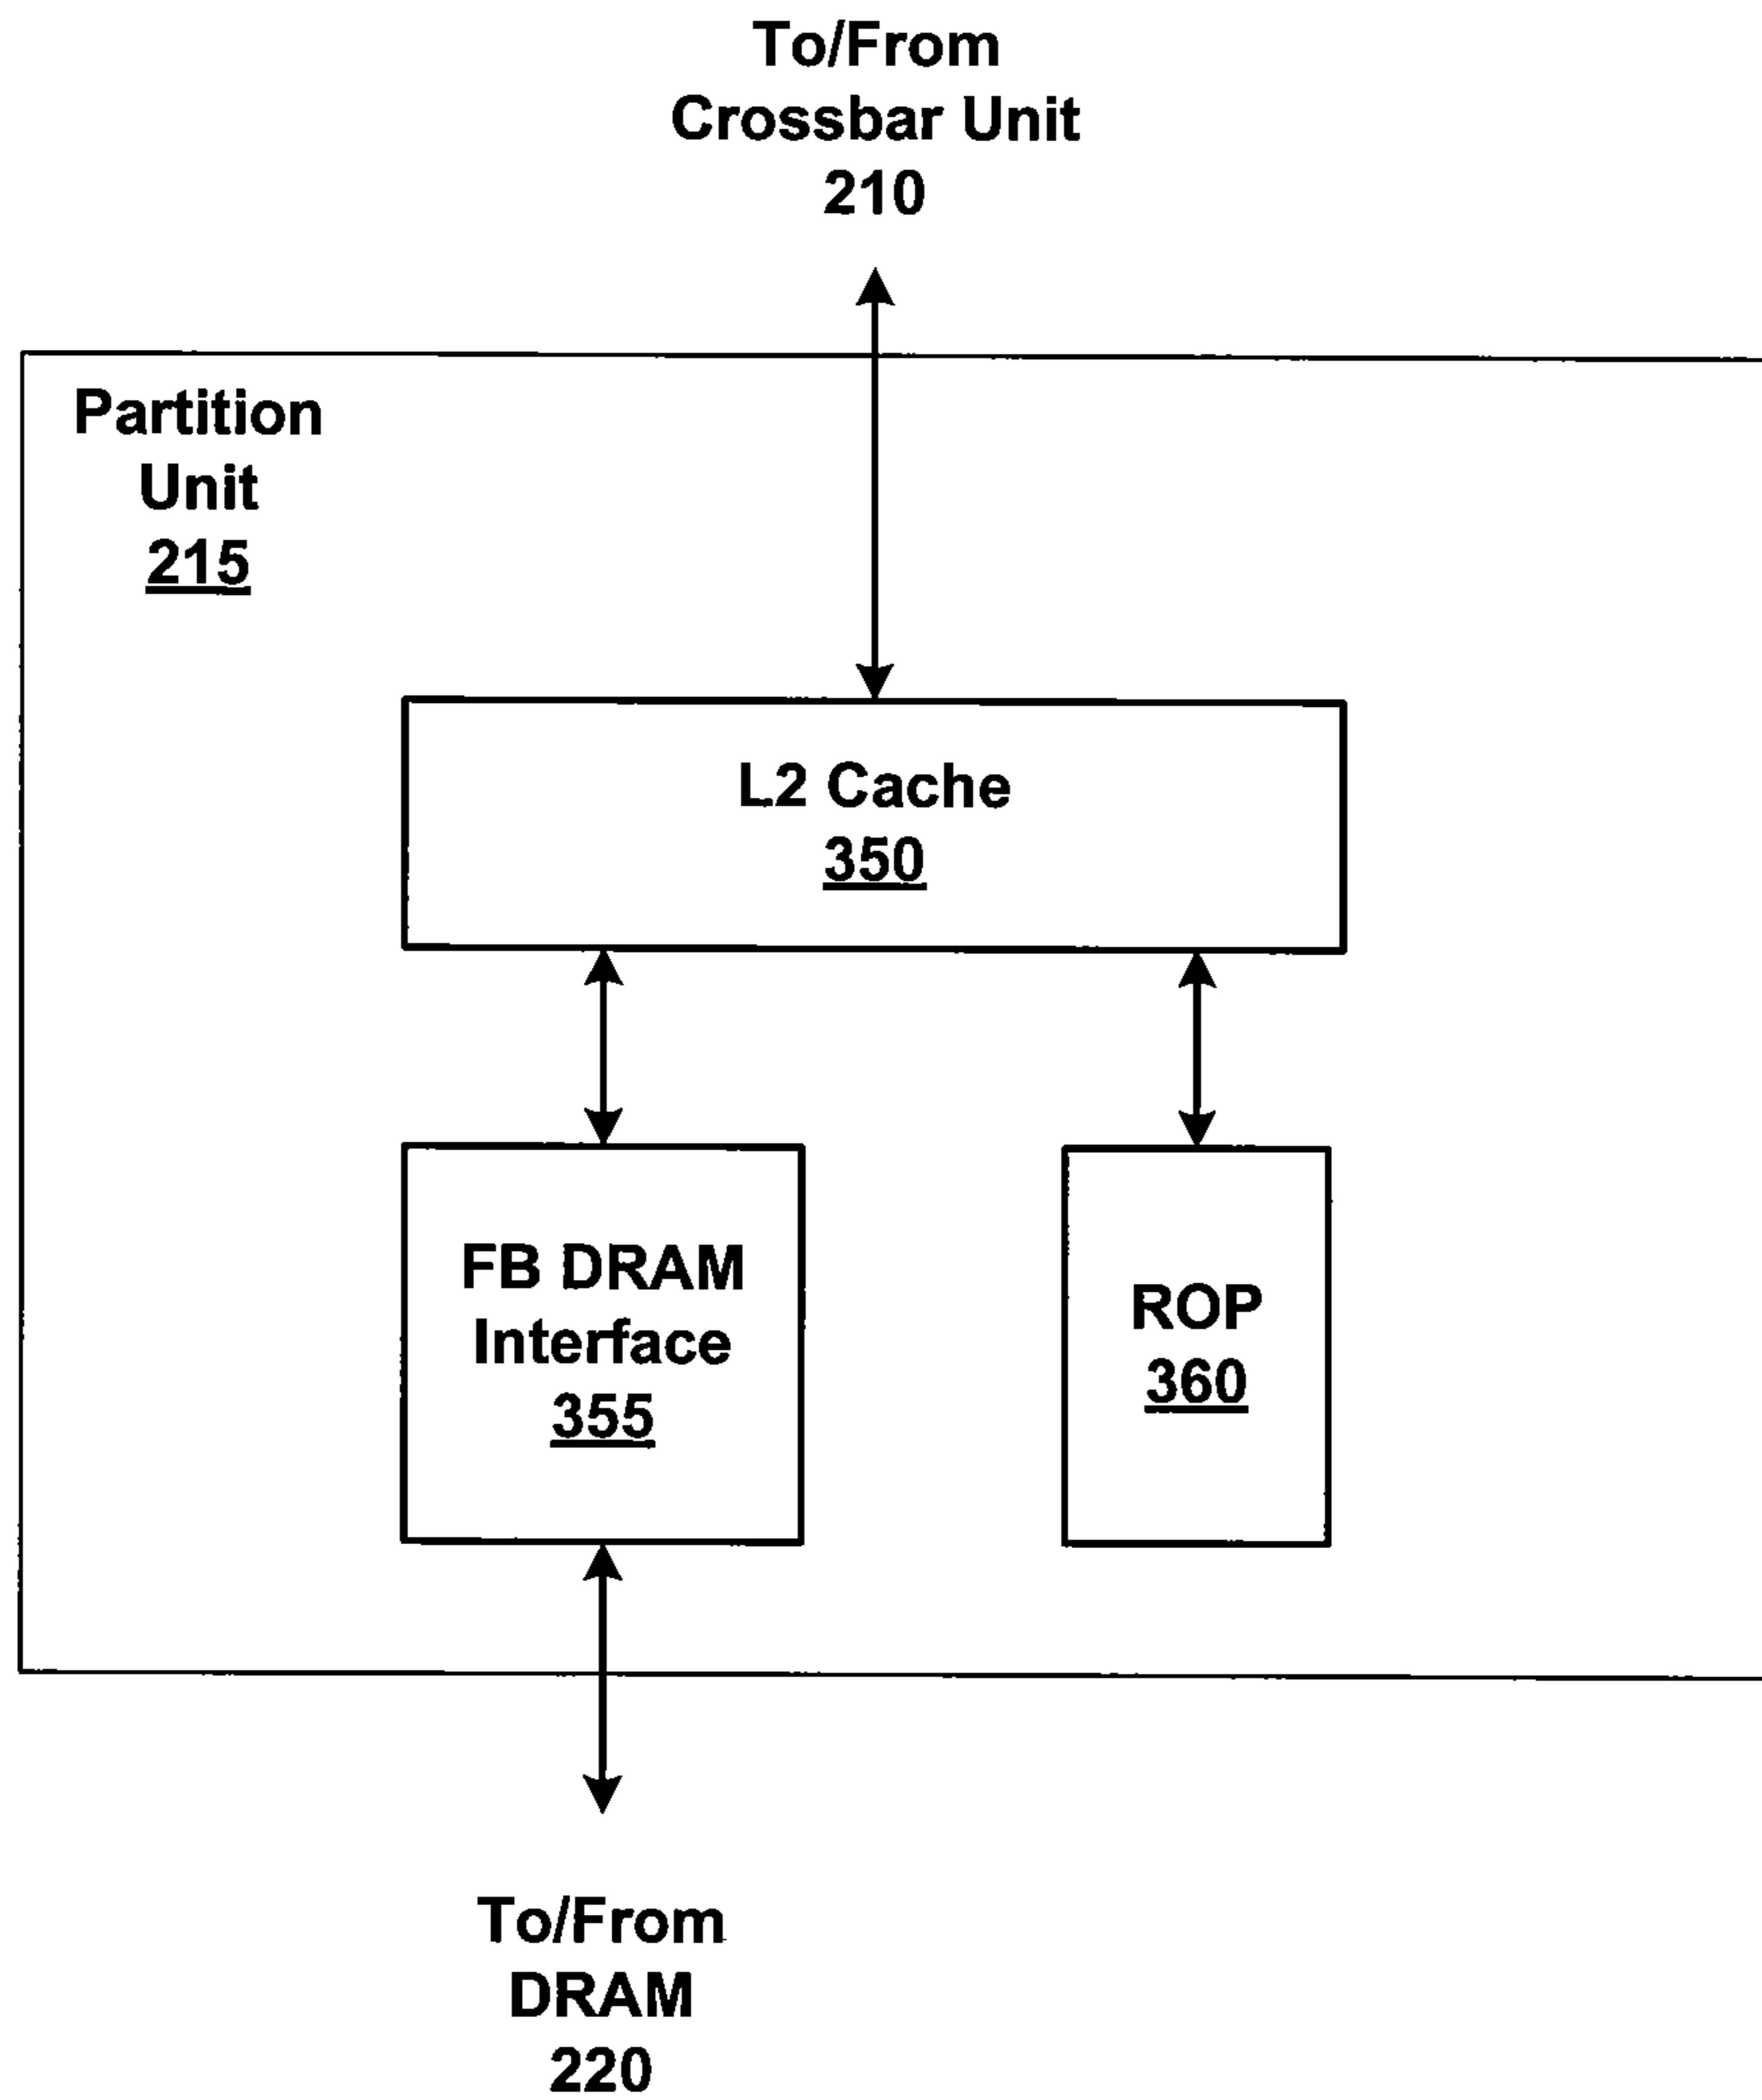 To/From
Crossbar Unit
210
Partition
Unit
215
L2 Cache
350
FB DRAM
Interface
355
ROP
360
To/From
DRAM
220